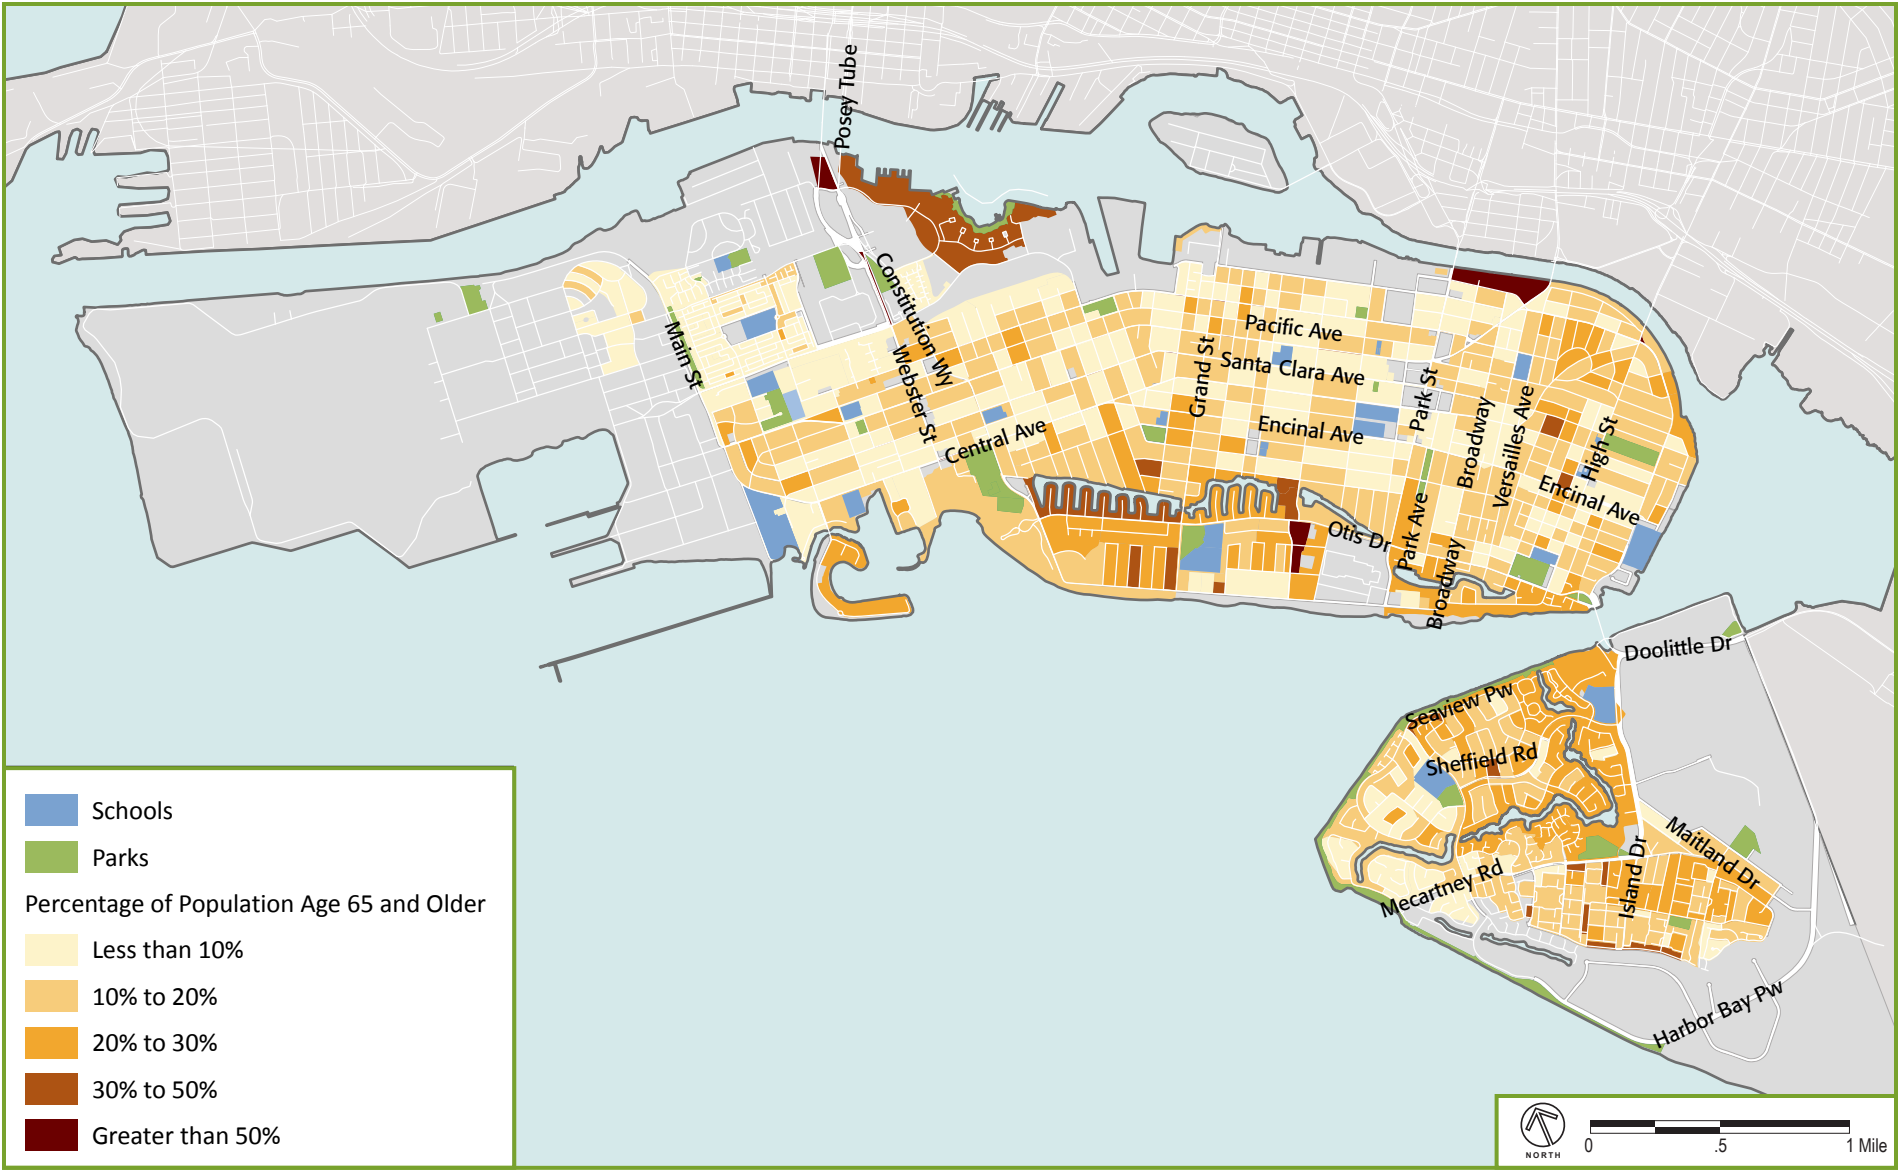 Posey Tube
Constitution Wy
Main St
Webster St
Central Ave
Grand St
Pacific Ave
Santa Clara Ave
Encinal Ave
Park St
Broadway
Versailles Ave
High St
Encinal Ave
Otis Dr
Park Ave
Broadway
Doolittle Dr
Seaview Pw
Sheffield Rd
Maitland Dr
Island Dr
Mecartney Rd
Harbor Bay Pw
Schools
Parks
Percentage of Population Age 65 and Older
Less than 10%
10% to 20%
20% to 30%
30% to 50%
Greater than 50%
NORTH
0 .5 1 Mile